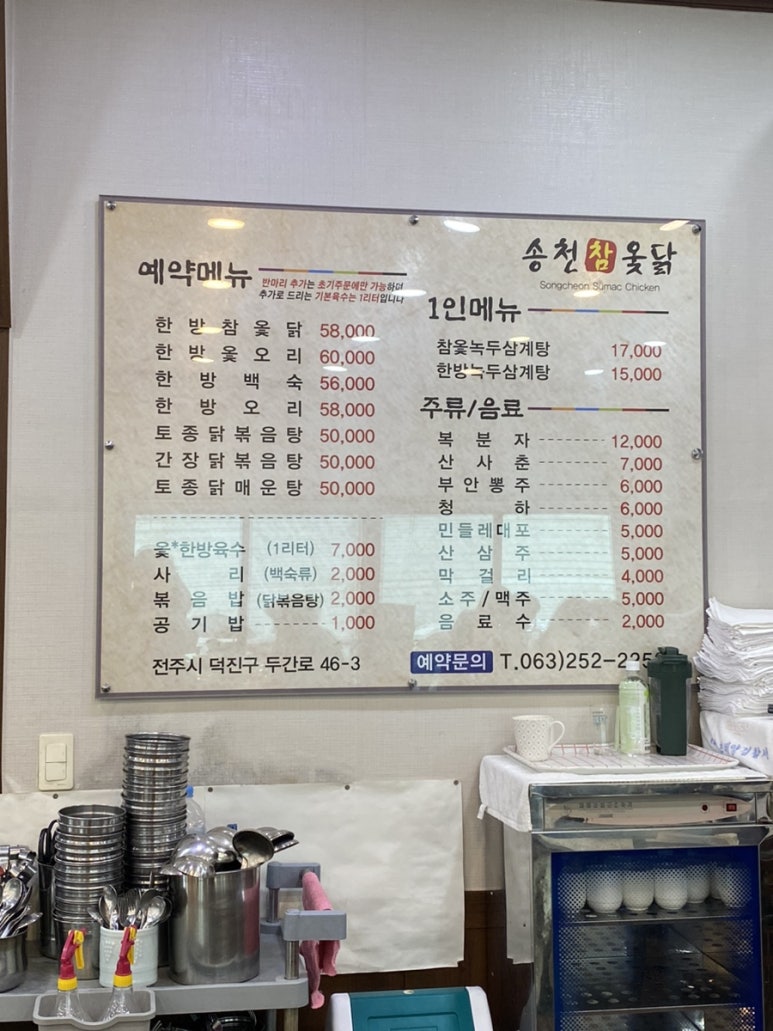 송천 참 옻닭
Songcheon Sumac Chicken
예약메뉴
반마리 추가는 초기주문에만 가능하며
추가로 드리는 기본육수는 1리터입니다
한방참옻닭 58,000
한방옻오리 60,000
한방백숙 56,000
한방오리 58,000
토종닭볶음탕 50,000
간장닭볶음탕 50,000
토종닭매운탕 50,000
옻*한방육수 (1리터) 7,000
사리 (백숙류) 2,000
볶음밥 (닭볶음탕) 2,000
공기밥 1,000
전주시 덕진구 두간로 46-3
1인메뉴
참옻녹두삼계탕 17,000
한방녹두삼계탕 15,000
주류/음료
복분자 12,000
산사춘 7,000
부안뽕주 6,000
청하 6,000
민들레대포 5,000
산삼주 5,000
막걸리 4,000
소주/맥주 5,000
음료수 2,000
예약문의 T.063)252-225